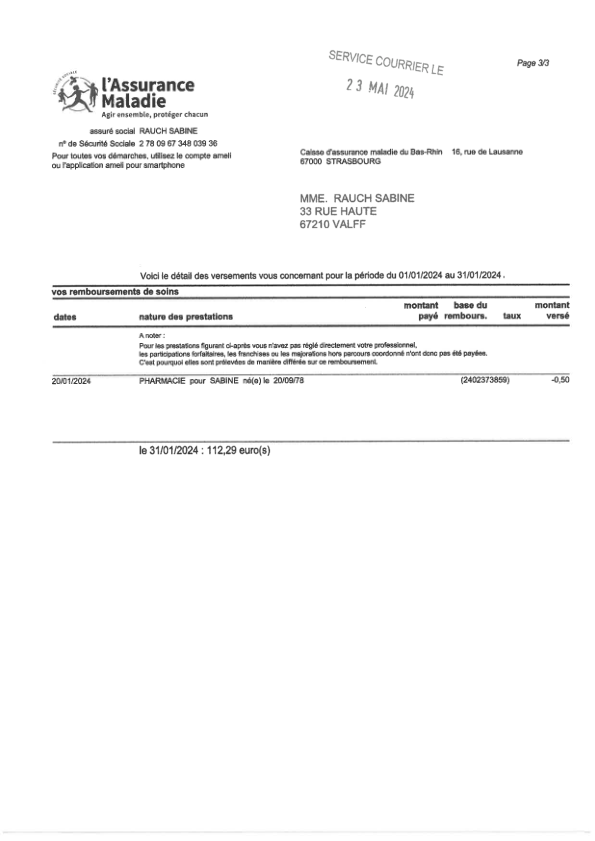 SERVICE COURRIER LE
23 MAI 2024
Page 3/3
SÉCURITÉ SOCIALE
l'Assurance
Maladie
Agir ensemble, protéger chacun
assuré social RAUCH SABINE
n° de Sécurité Sociale 2 78 09 67 348 039 36
Pour toutes vos démarches, utilisez le compte ameli
ou l'application ameli pour smartphone
Caisse d'assurance maladie du Bas-Rhin 16, rue de Lausanne
67000 STRASBOURG
MME. RAUCH SABINE
33 RUE HAUTE
67210 VALFF
Voici le détail des versements vous concernant pour la période du 01/01/2024 au 31/01/2024.
vos remboursements de soins
dates nature des prestations montant payé base du rembours. taux montant versé
A noter :
Pour les prestations figurant ci-après vous n'avez pas réglé directement votre professionnel,
les participations forfaitaires, les franchises ou les majorations hors parcours coordonné n'ont donc pas été payées.
C'est pourquoi elles sont prélevées de manière différée sur ce remboursement.
20/01/2024 PHARMACIE pour SABINE né(e) le 20/09/78 (2402373859) -0,50
le 31/01/2024 : 112,29 euro(s)